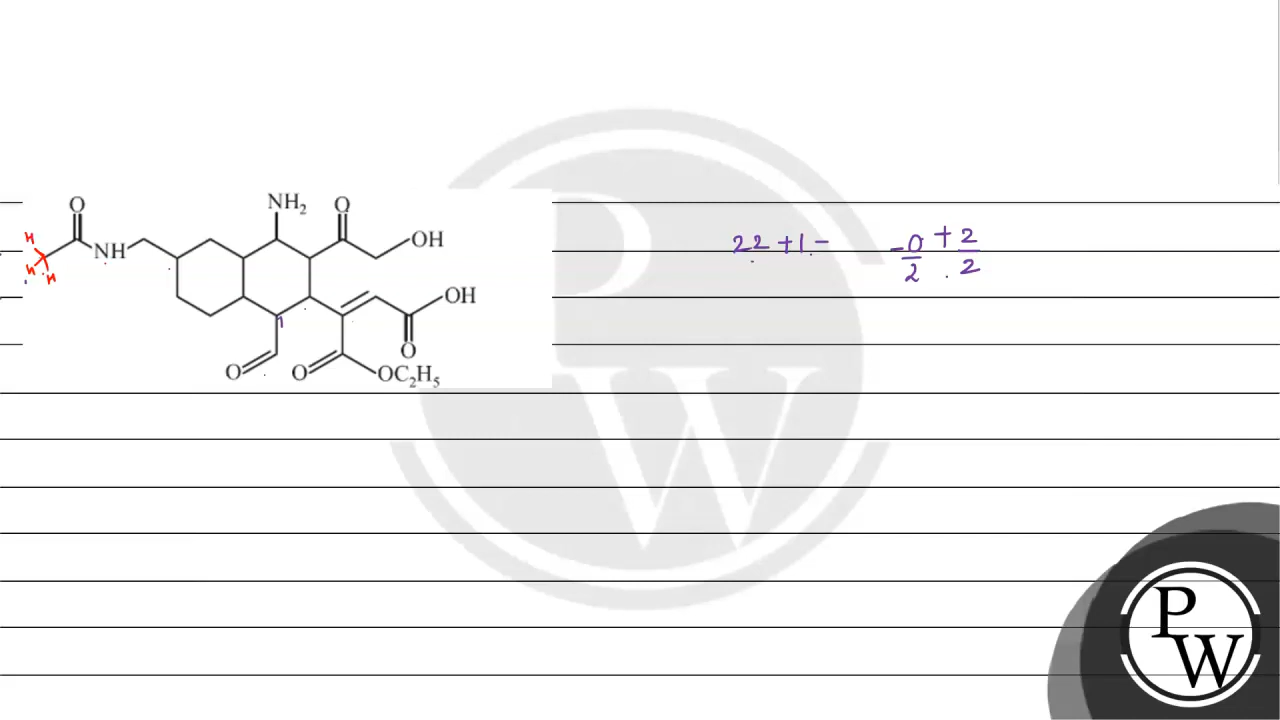 O NH2 O
H NH OH 22 + 1 - -0/2 + 2/2
H H OH
O O O
OC2H5
P
W
P
W